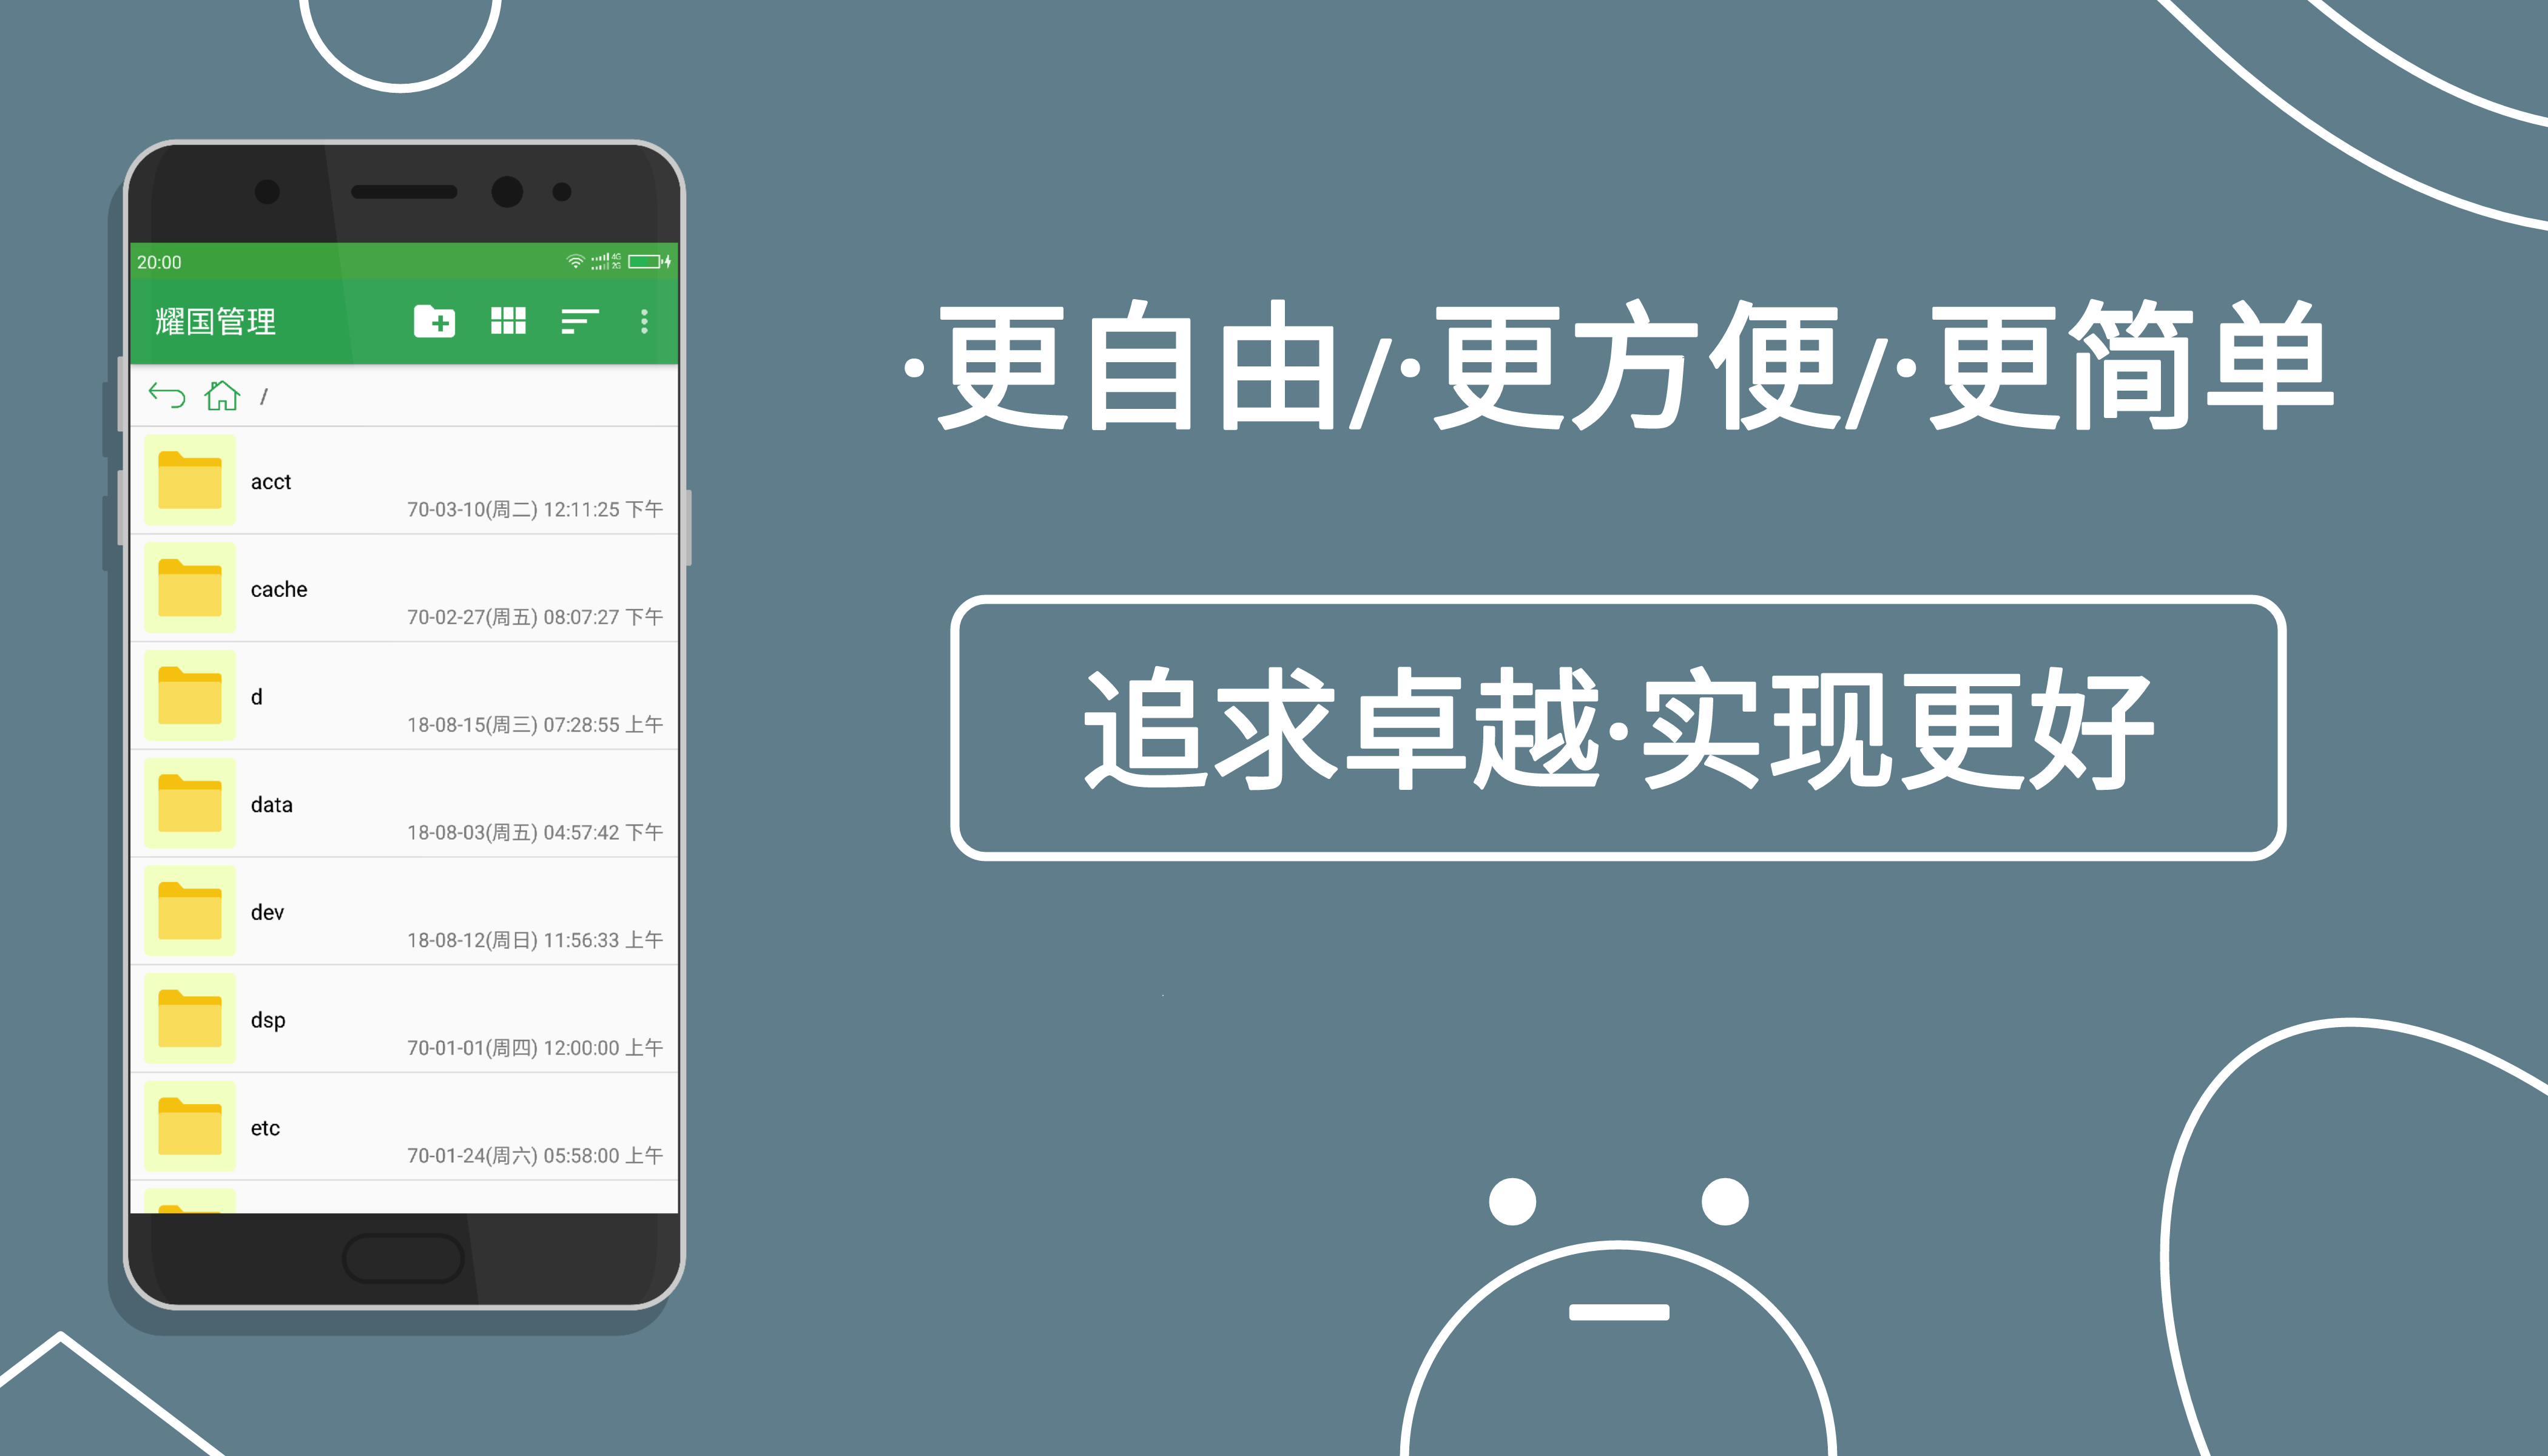 20:00
4G
2G
耀国管理
/
acct
70-03-10(周二) 12:11:25 下午
cache
70-02-27(周五) 08:07:27 下午
d
18-08-15(周三) 07:28:55 上午
data
18-08-03(周五) 04:57:42 下午
dev
18-08-12(周日) 11:56:33 上午
dsp
70-01-01(周四) 12:00:00 上午
etc
70-01-24(周六) 05:58:00 上午
·更自由/·更方便/·更简单
追求卓越·实现更好